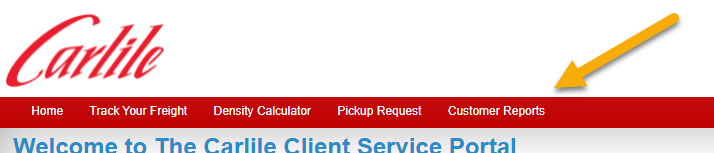 Carlile
Home Track Your Freight Density Calculator Pickup Request Customer Reports
Welcome to The Carlile Client Service Portal